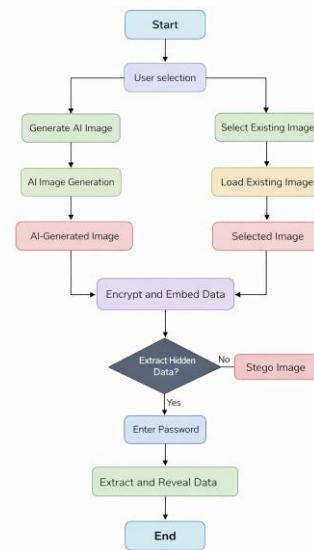 Start
User selection
Generate AI Image
Select Existing Image
AI Image Generation
Load Existing Image
AI-Generated Image
Selected Image
Encrypt and Embed Data
Extract Hidden
Data?
No
Stego Image
Yes
Enter Password
Extract and Reveal Data
End